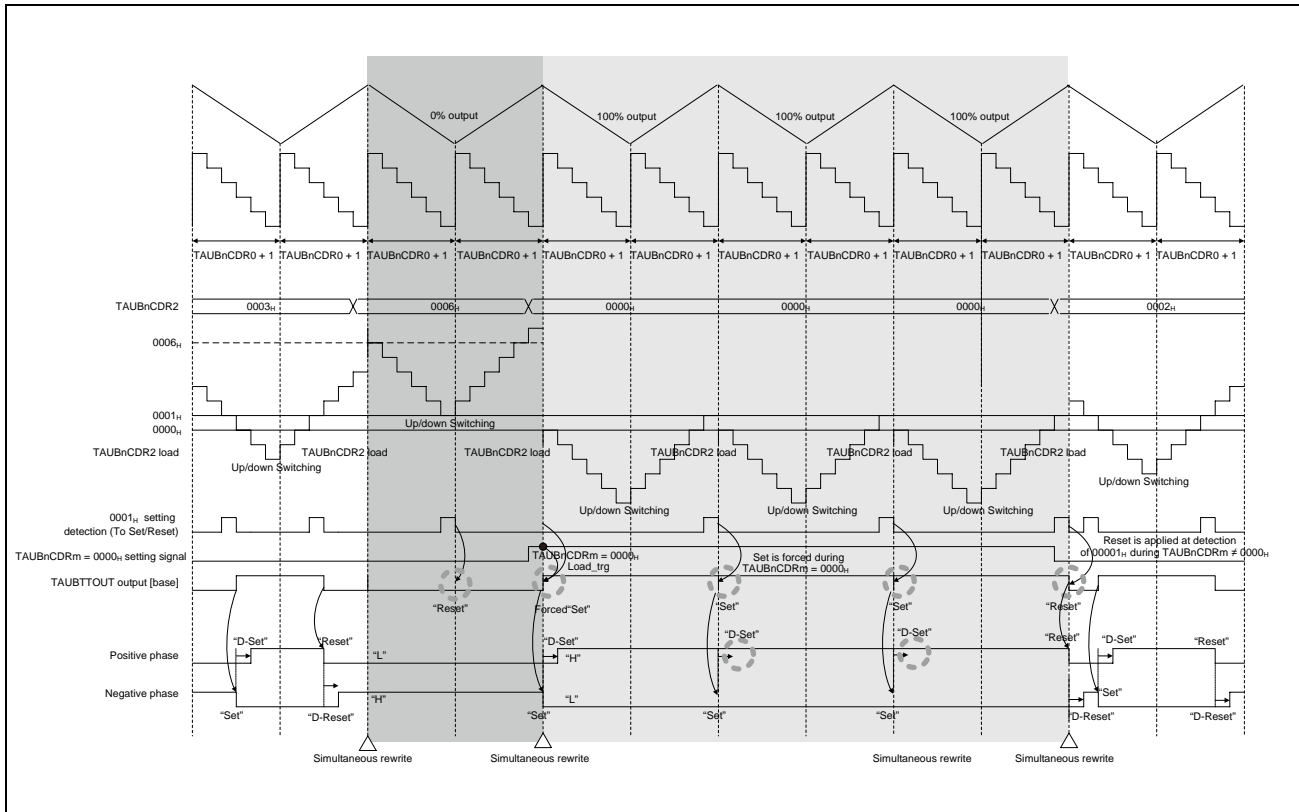 0% output
100% output
100% output
100% output
TAUBnCDR0 + 1 TAUBnCDR0 + 1 TAUBnCDR0 + 1 TAUBnCDR0 + 1 TAUBnCDR0 + 1 TAUBnCDR0 + 1 TAUBnCDR0 + 1 TAUBnCDR0 + 1 TAUBnCDR0 + 1 TAUBnCDR0 + 1 TAUBnCDR0 + 1 TAUBnCDR0 + 1
TAUBnCDR2
0003H
0006H
0000H
0000H
0000H
0002H
0006H
0001H
0000H
Up/down Switching
TAUBnCDR2 load
TAUBnCDR2 load
TAUBnCDR2 load
TAUBnCDR2 load
TAUBnCDR2 load
TAUBnCDR2 load
Up/down Switching
Up/down Switching
Up/down Switching
Up/down Switching
Up/down Switching
0001H setting
detection (To Set/Reset)
TAUBnCDRm = 0000H setting signal
TAUBnCDRm = 0000H
Load_trg
Set is forced during
TAUBnCDRm = 0000H
Reset is applied at detection
of 00001H during TAUBnCDRm ≠ 0000H
TAUBTTOUT output [base]
"Reset"
Forced"Set"
"Set"
"Set"
"Reset"
"D-Set"
"Reset"
"D-Set"
"D-Set"
"D-Set"
"Reset"
"D-Set"
"Reset"
Positive phase
"L"
"H"
Negative phase
"H"
"L"
"Set"
"Set"
"D-Reset"
"Set"
"Set"
"Set"
"D-Reset"
"D-Reset"
Simultaneous rewrite
Simultaneous rewrite
Simultaneous rewrite
Simultaneous rewrite